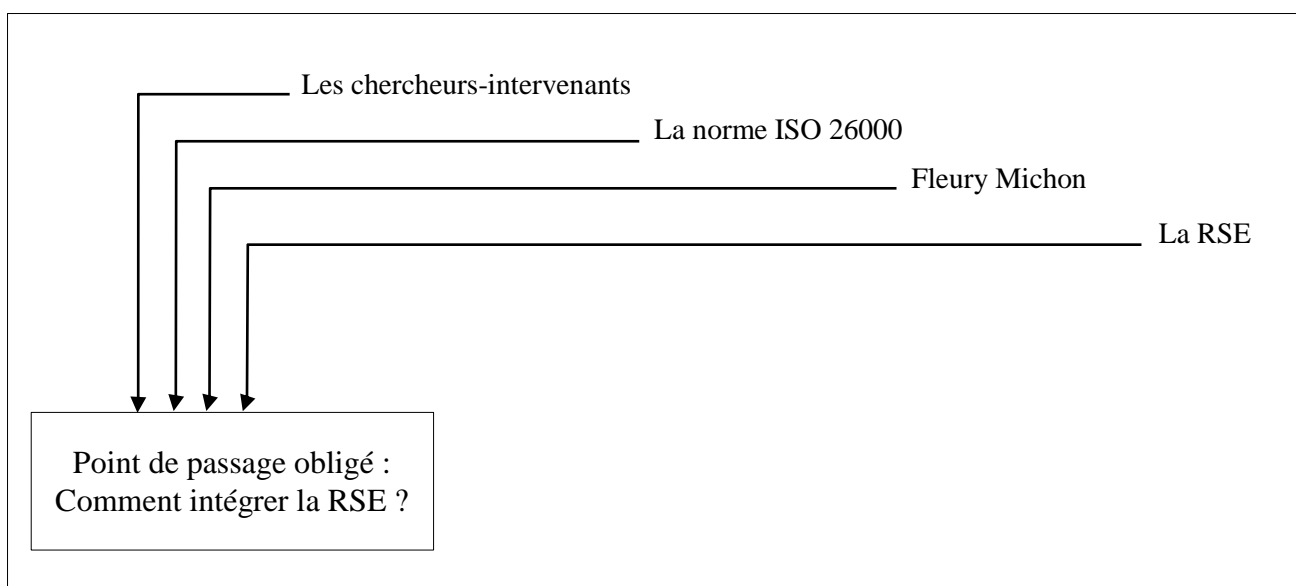 Les chercheurs-intervenants
La norme ISO 26000
Fleury Michon
La RSE
Point de passage obligé :
Comment intégrer la RSE ?